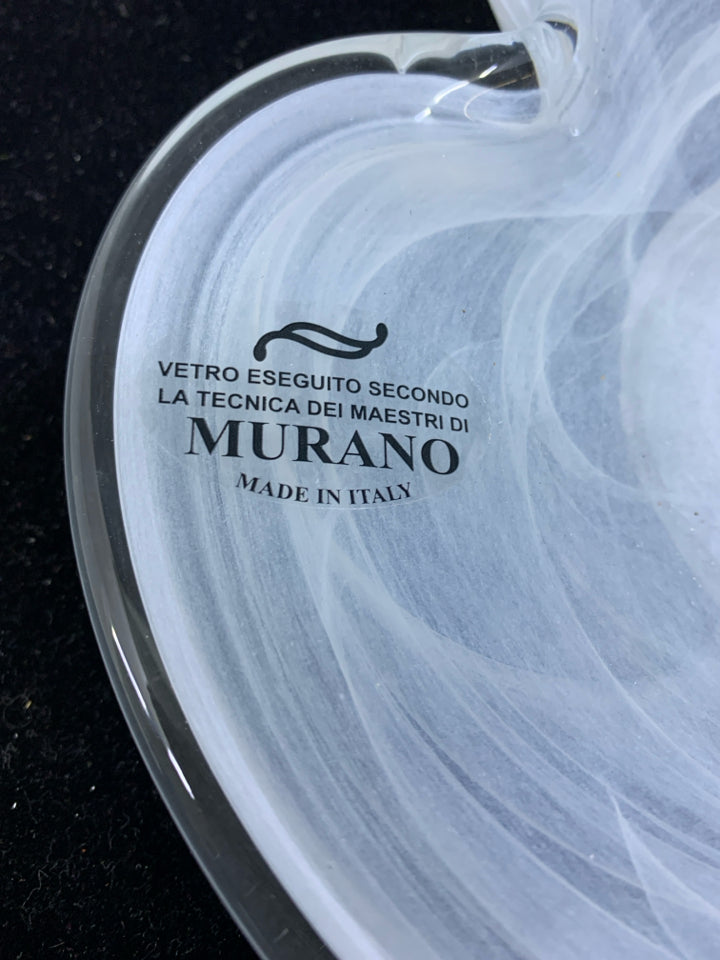 VETRO ESEGUITO SECONDO
LA TECNICA DEI MAESTRI DI
MURANO
MADE IN ITALY